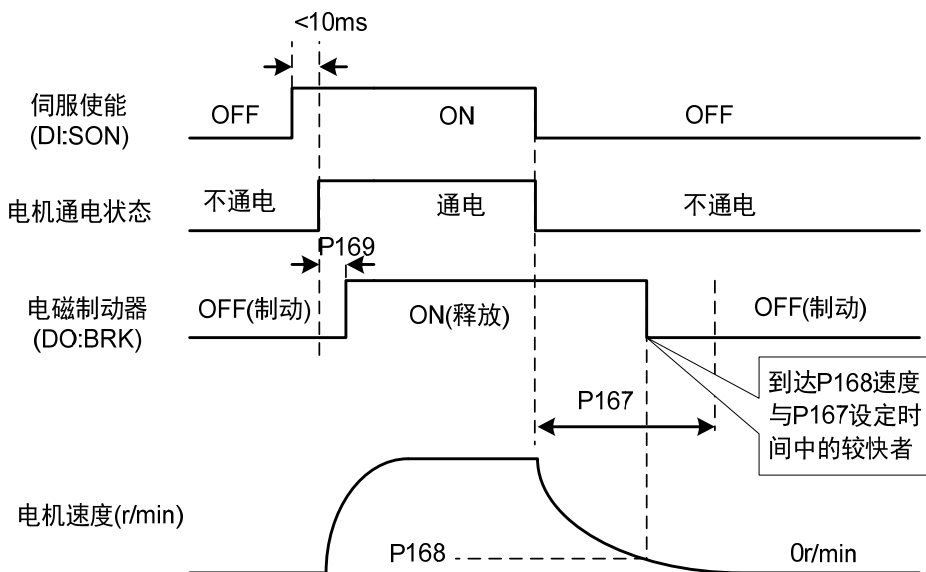 <10ms
伺服使能
(DI:SON)
OFF
ON
OFF
电机通电状态
不通电
通电
不通电
P169
电磁制动器
(DO:BRK)
OFF(制动)
ON(释放)
OFF(制动)
P167
到达P168速度
与P167设定时
间中的较快者
电机速度(r/min)
P168
0r/min